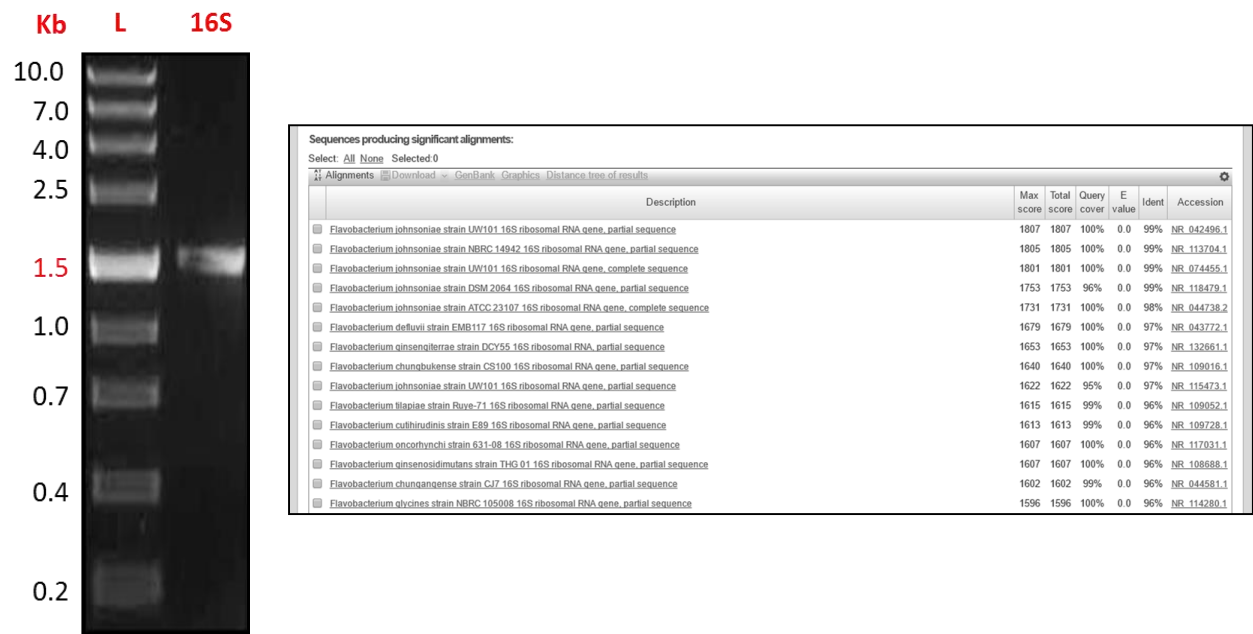 Kb L 16S
10.0
7.0
4.0
2.5
1.5
1.0
0.7
0.4
0.2
Sequences producing significant alignments:
Select: All None Selected:0
Alignments Download GenBank Graphics Distance tree of results
Description Max score Total score Query cover E value Ident Accession
Flavobacterium johnsoniae strain UW101 16S ribosomal RNA gene, partial sequence 1807 1807 100% 0.0 99% NR_042496.1
Flavobacterium johnsoniae strain NBRC 14942 16S ribosomal RNA gene, partial sequence 1805 1805 100% 0.0 99% NR_113704.1
Flavobacterium johnsoniae strain UW101 16S ribosomal RNA gene, complete sequence 1801 1801 100% 0.0 99% NR_074455.1
Flavobacterium johnsoniae strain DSM 2064 16S ribosomal RNA gene, partial sequence 1753 1753 96% 0.0 99% NR_118479.1
Flavobacterium johnsoniae strain ATCC 23107 16S ribosomal RNA gene, complete sequence 1731 1731 100% 0.0 98% NR_044738.2
Flavobacterium defluvii strain EMB117 16S ribosomal RNA gene, partial sequence 1679 1679 100% 0.0 97% NR_043772.1
Flavobacterium ginsengiterrae strain DCY55 16S ribosomal RNA gene, partial sequence 1653 1653 100% 0.0 97% NR_132661.1
Flavobacterium chungbukense strain CS100 16S ribosomal RNA gene, partial sequence 1640 1640 100% 0.0 97% NR_109016.1
Flavobacterium johnsoniae strain UW101 16S ribosomal RNA gene, partial sequence 1622 1622 95% 0.0 97% NR_115473.1
Flavobacterium tilapiae strain Ruye-71 16S ribosomal RNA gene, partial sequence 1615 1615 99% 0.0 96% NR_109052.1
Flavobacterium cutihirudinis strain E89 16S ribosomal RNA gene, partial sequence 1613 1613 99% 0.0 96% NR_109728.1
Flavobacterium oncorhynchi strain 631-08 16S ribosomal RNA gene, partial sequence 1607 1607 100% 0.0 96% NR_117031.1
Flavobacterium ginsenosidimutans strain THG 01 16S ribosomal RNA gene, partial sequence 1607 1607 100% 0.0 96% NR_108688.1
Flavobacterium chungangense strain CJ7 16S ribosomal RNA gene, partial sequence 1602 1602 99% 0.0 96% NR_044581.1
Flavobacterium glycines strain NBRC 105008 16S ribosomal RNA gene, partial sequence 1596 1596 100% 0.0 96% NR_114280.1